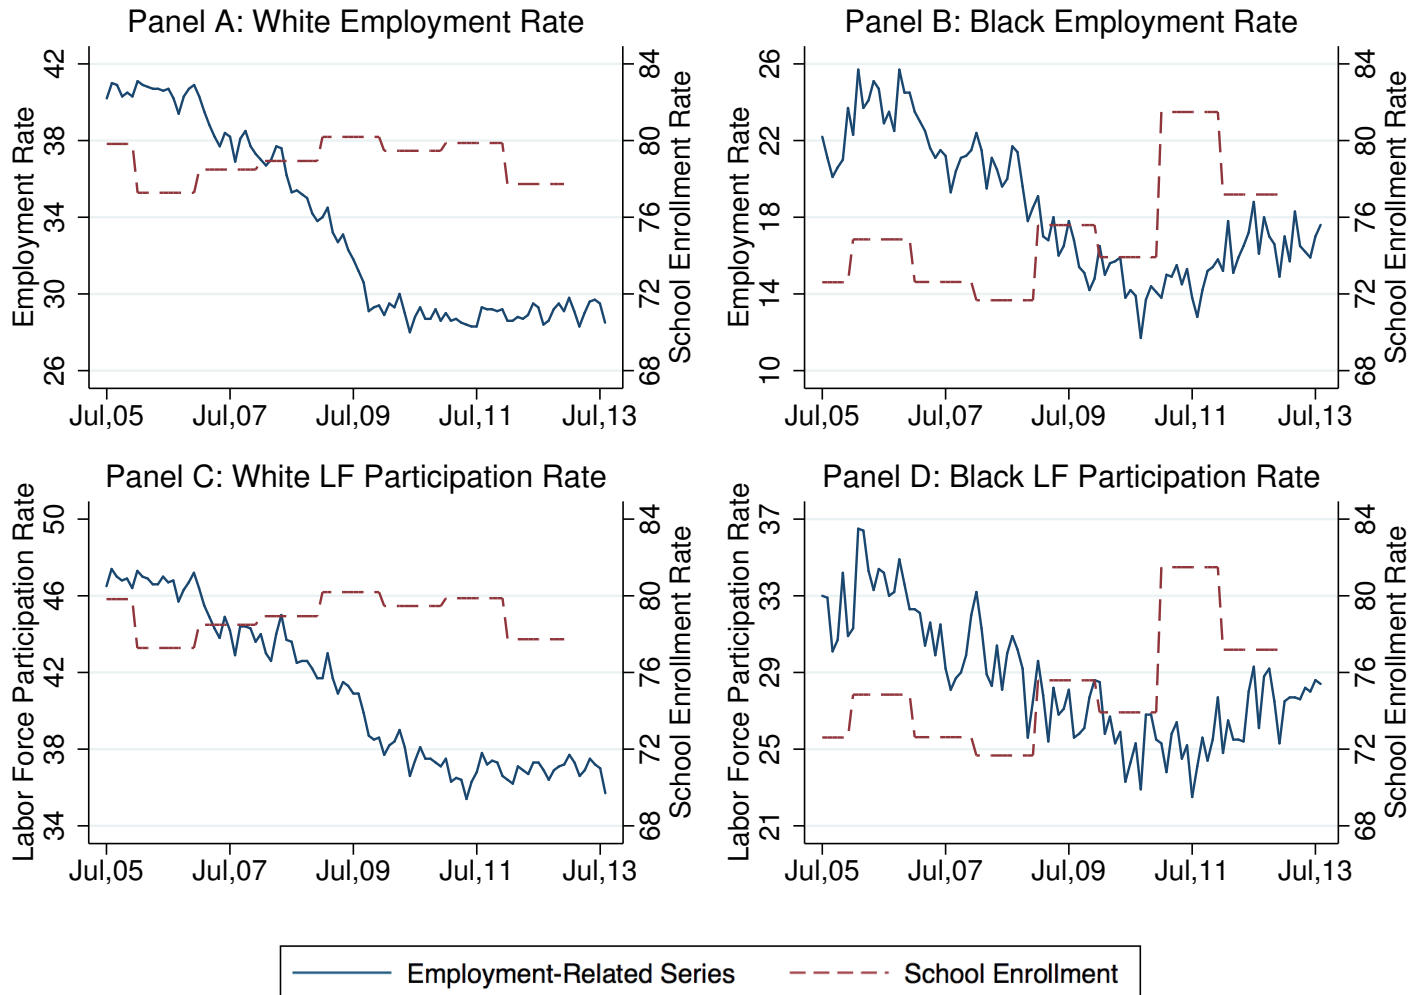 Panel A: White Employment Rate
Employment Rate
42
38
34
30
26
84
80
76
72
68
School Enrollment Rate
Jul,05 Jul,07 Jul,09 Jul,11 Jul,13
Panel B: Black Employment Rate
Employment Rate
26
22
18
14
10
84
80
76
72
68
School Enrollment Rate
Jul,05 Jul,07 Jul,09 Jul,11 Jul,13
Panel C: White LF Participation Rate
Labor Force Participation Rate
50
46
42
38
34
84
80
76
72
68
School Enrollment Rate
Jul,05 Jul,07 Jul,09 Jul,11 Jul,13
Panel D: Black LF Participation Rate
Labor Force Participation Rate
37
33
29
25
21
84
80
76
72
68
School Enrollment Rate
Jul,05 Jul,07 Jul,09 Jul,11 Jul,13
Employment-Related Series School Enrollment